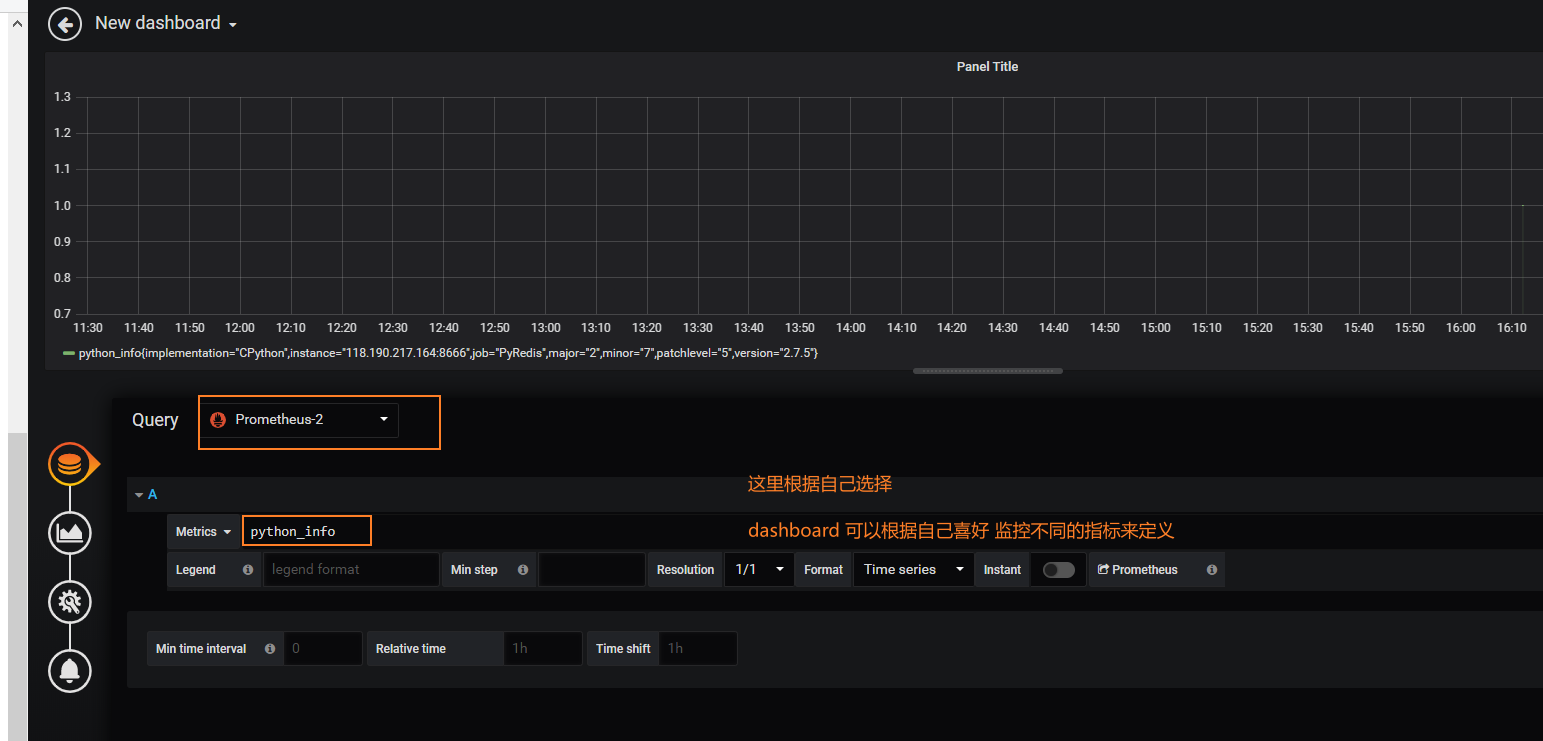 New dashboard
Panel Title
1.3
1.2
1.1
1.0
0.9
0.8
0.7
11:30 11:40 11:50 12:00 12:10 12:20 12:30 12:40 12:50 13:00 13:10 13:20 13:30 13:40 13:50 14:00 14:10 14:20 14:30 14:40 14:50 15:00 15:10 15:20 15:30 15:40 15:50 16:00 16:10
python_info{implementation="CPython",instance="118.190.217.164:8666",job="PyRedis",major="2",minor="7",patchlevel="5",version="2.7.5"}
Query Prometheus-2
这里根据自己选择
A
Metrics python_info dashboard 可以根据自己喜好 监控不同的指标来定义
Legend legend format Min step Resolution 1/1 Format Time series Instant Prometheus
Min time interval 0 Relative time 1h Time shift 1h